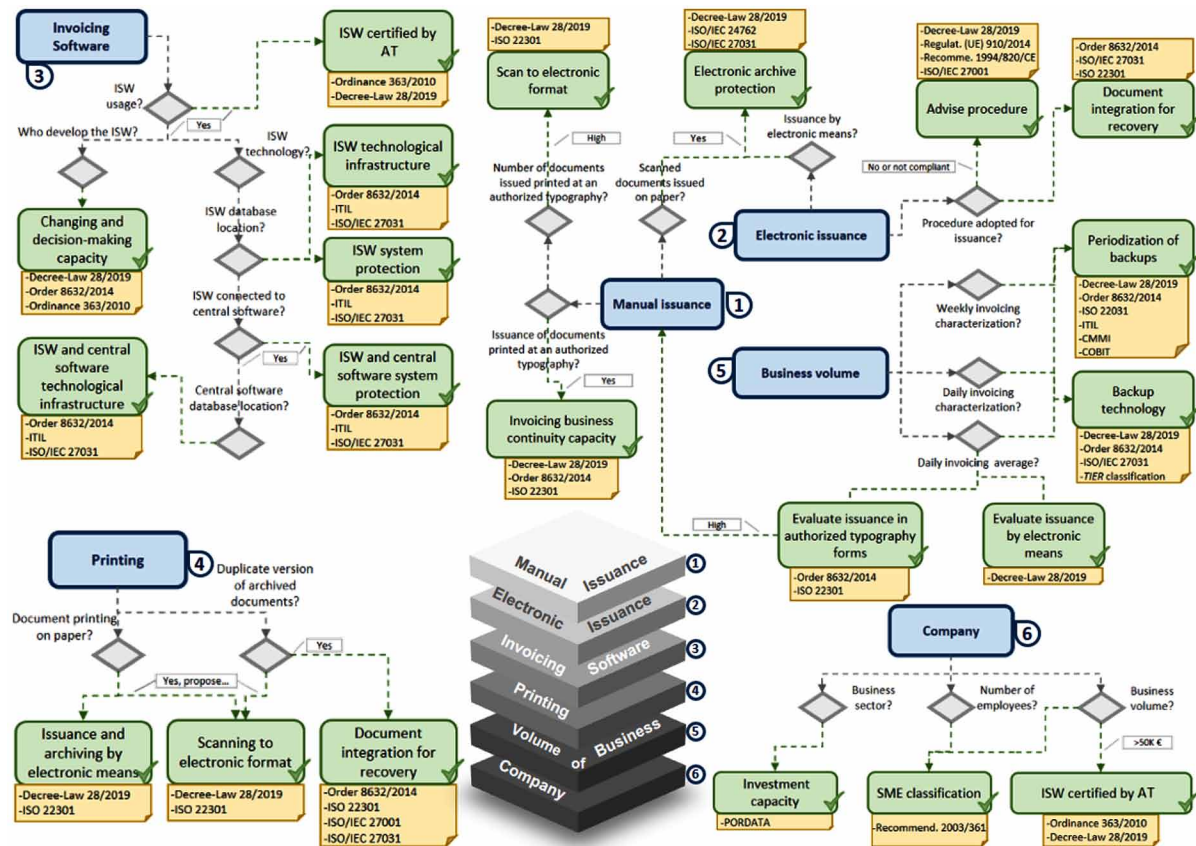 Invoicing
Software
3
ISW
usage?
Yes
ISW certified by
AT
-Ordinance 363/2010
-Decree-Law 28/2019
Who develop the ISW?
ISW
technology?
ISW technological
infrastructure
-Order 8632/2014
-ITIL
-ISO/IEC 27031
Changing and
decision-making
capacity
-Decree-Law 28/2019
-Order 8632/2014
-Ordinance 363/2010
ISW database
location?
ISW system
protection
-Order 8632/2014
-ITIL
-ISO/IEC 27031
ISW connected to
central software?
Yes
ISW and central
software
technological
infrastructure
-Order 8632/2014
-ITIL
-ISO/IEC 27031
Central software
database location?
ISW and central
software system
protection
-Order 8632/2014
-ITIL
-ISO/IEC 27031
-Decree-Law 28/2019
-ISO 22301
Scan to electronic
format
High
Number of documents
issued printed at an
authorized typography?
-Decree-Law 28/2019
-ISO/IEC 24762
-ISO/IEC 27031
Electronic archive
protection
Yes
Scanned
documents issued
on paper?
Issuance by
electronic means?
Manual issuance
1
Issuance of documents
printed at an authorized
typography?
Yes
Invoicing business
continuity capacity
-Decree-Law 28/2019
-Order 8632/2014
-ISO 22301
-Decree-Law 28/2019
-Regulat. (UE) 910/2014
-Recomme. 1994/820/CE
-ISO/IEC 27001
Advise procedure
No or not compliant
-Order 8632/2014
-ISO/IEC 27031
-ISO 22301
Document
integration for
recovery
2
Electronic issuance
Procedure adopted for
issuance?
5
Business volume
Weekly invoicing
characterization?
Daily invoicing
characterization?
Daily invoicing average?
Periodization of
backups
-Decree-Law 28/2019
-Order 8632/2014
-ISO 22031
-ITIL
-CMMI
-COBIT
Backup
technology
-Decree-Law 28/2019
-Order 8632/2014
-ISO/IEC 27031
-TIER classification
High
Evaluate issuance in
authorized typography
forms
-Order 8632/2014
-ISO 22301
Evaluate issuance
by electronic
means
-Decree-Law 28/2019
Printing
4
Document printing
on paper?
Duplicate version
of archived
documents?
Yes
Yes, propose...
Issuance and
archiving by
electronic means
-Decree-Law 28/2019
-ISO 22301
Scanning to
electronic format
-Decree-Law 28/2019
-ISO 22301
Document
integration for
recovery
-Order 8632/2014
-ISO 22301
-ISO/IEC 27001
-ISO/IEC 27031
Manual Issuance
1
Electronic Issuance
2
Invoicing Software
3
Printing
4
Volume of Business
5
Company
6
Company
6
Business
sector?
Number of
employees?
Business
volume?
>50K €
Investment
capacity
-PORDATA
SME classification
-Recommend. 2003/361
ISW certified by AT
-Ordinance 363/2010
-Decree-Law 28/2019